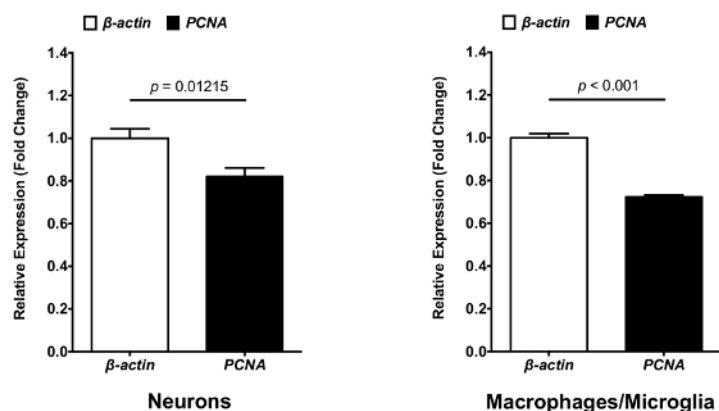 β-actin PCNA
Relative Expression (Fold Change)
1.4
1.2
1.0
0.8
0.6
0.4
0.2
0.0
p = 0.01215
β-actin PCNA
Neurons
β-actin PCNA
Relative Expression (Fold Change)
1.4
1.2
1.0
0.8
0.6
0.4
0.2
0.0
p < 0.001
β-actin PCNA
Macrophages/Microglia